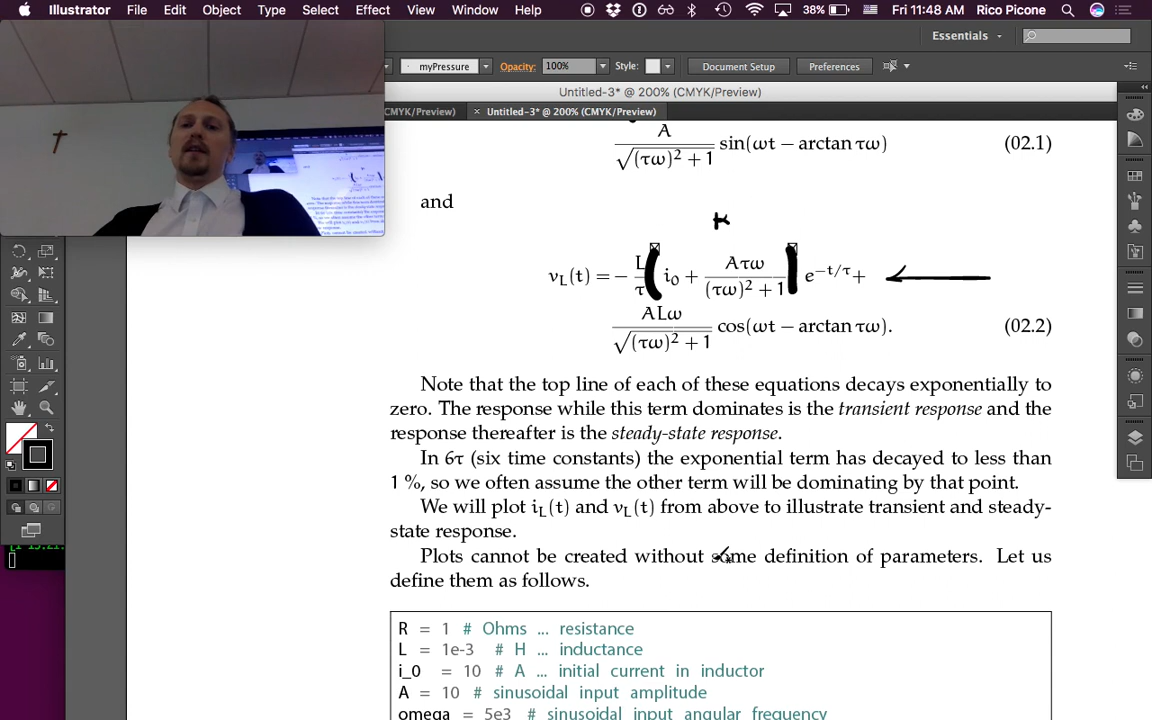 Illustrator File Edit Object Type Select Effect View Window Help 38% Fri 11:48 AM Rico Picone
Essentials
myPressure Opacity: 100% Style: Document Setup Preferences
Untitled-3* @ 200% (CMYK/Preview)
CMYK/Preview) × Untitled-3* @ 200% (CMYK/Preview)
A
√(τω)² + 1 sin(ωt − arctan τω) (02.1)
and
v_L(t) = − L/τ ( i₀ + Aτω/(τω)² + 1 ) e^{−t/τ} +
ALω
√(τω)² + 1 cos(ωt − arctan τω). (02.2)
Note that the top line of each of these equations decays exponentially to
zero. The response while this term dominates is the transient response and the
response thereafter is the steady-state response.
In 6τ (six time constants) the exponential term has decayed to less than
1 %, so we often assume the other term will be dominating by that point.
We will plot i_L(t) and v_L(t) from above to illustrate transient and steady-
state response.
Plots cannot be created without some definition of parameters. Let us
define them as follows.
R = 1 # Ohms ... resistance
L = 1e-3 # H ... inductance
i_0 = 10 # A ... initial current in inductor
A = 10 # sinusoidal input amplitude
omega = 5e3 # sinusoidal input angular frequency